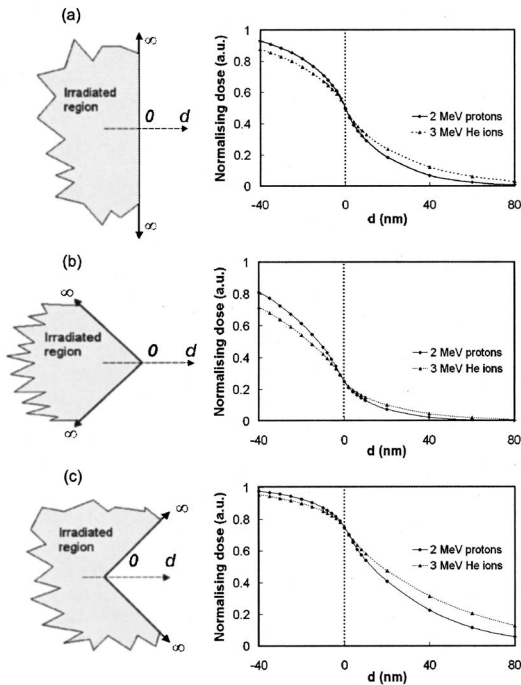 (a)
∞
Irradiated
region
0 d
∞
Normalising dose (a.u.)
1
0.8
0.6
0.4
0.2
0
-40 0 40 80
d (nm)
2 MeV protons
3 MeV He ions
(b)
∞
Irradiated
region
0 d
∞
Normalising dose (a.u.)
1
0.8
0.6
0.4
0.2
0
-40 0 40 80
d (nm)
2 MeV protons
3 MeV He ions
(c)
∞
Irradiated
region
0 d
∞
Normalising dose (a.u.)
1
0.8
0.6
0.4
0.2
0
-40 0 40 80
d (nm)
2 MeV protons
3 MeV He ions